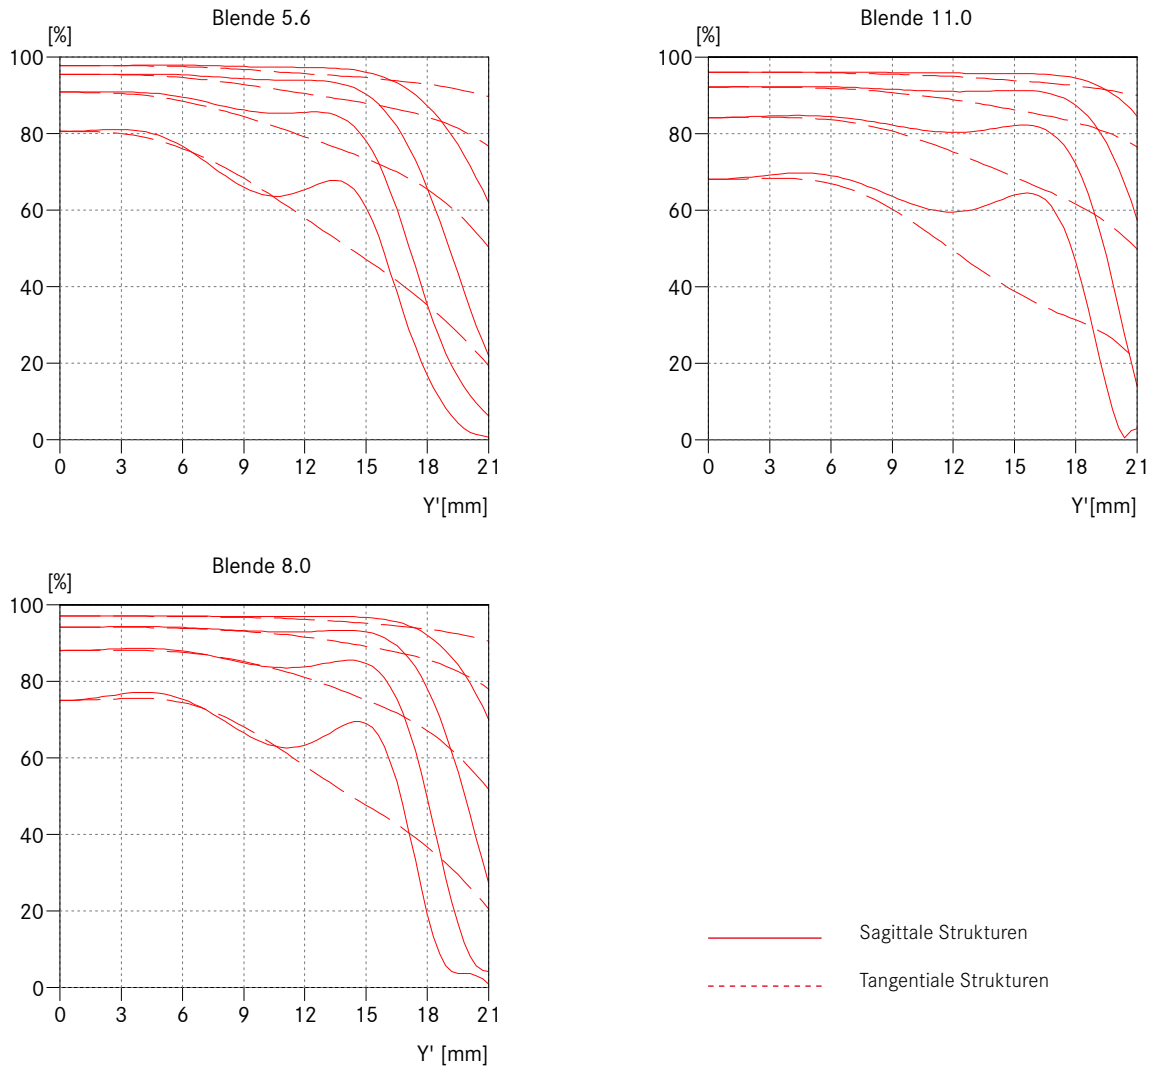 Blende 5.6
[%]
100
80
60
40
20
0
0 3 6 9 12 15 18 21
Y'[mm]
Blende 11.0
[%]
100
80
60
40
20
0
0 3 6 9 12 15 18 21
Y'[mm]
Blende 8.0
[%]
100
80
60
40
20
0
0 3 6 9 12 15 18 21
Y' [mm]
Sagittale Strukturen
Tangentiale Strukturen